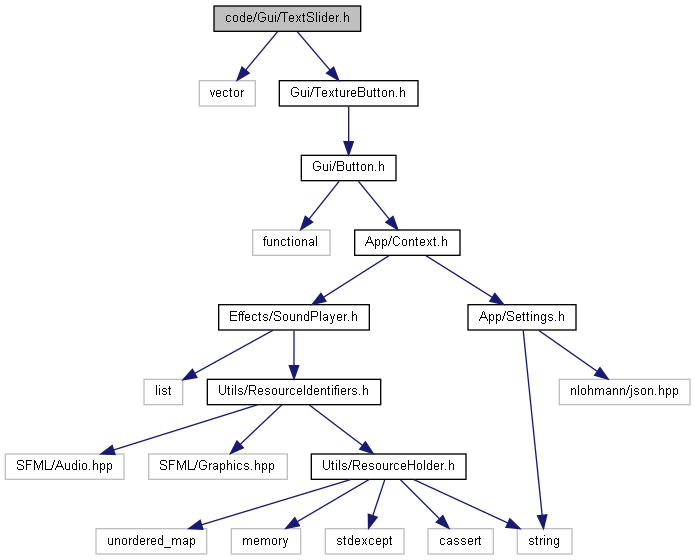 code/Gui/TextSlider.h
vector
Gui/TextureButton.h
Gui/Button.h
functional
App/Context.h
Effects/SoundPlayer.h
App/Settings.h
list
Utils/ResourceIdentifiers.h
nlohmann/json.hpp
SFML/Audio.hpp
SFML/Graphics.hpp
Utils/ResourceHolder.h
unordered_map
memory
stdexcept
cassert
string